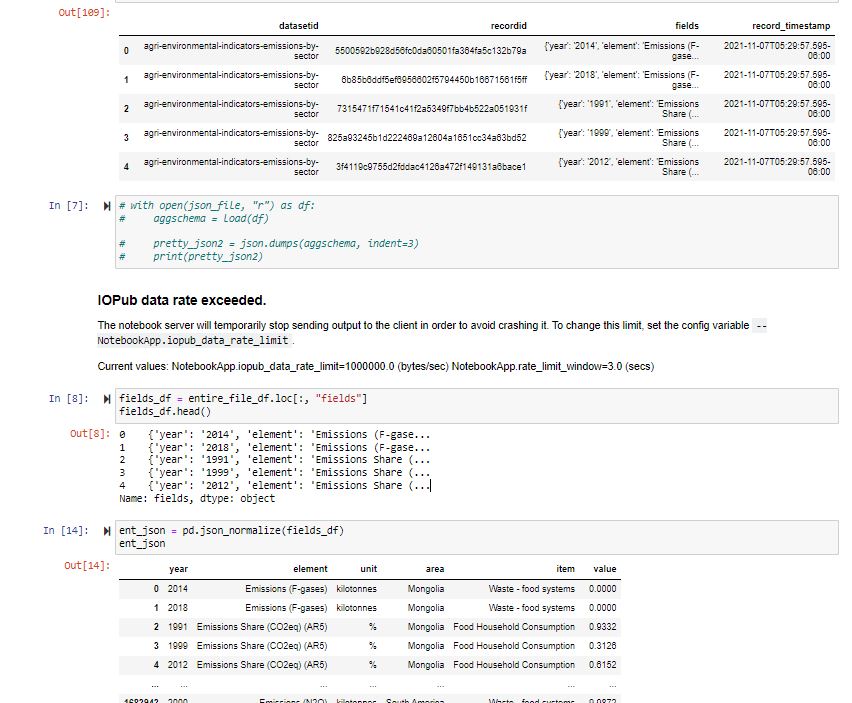 Out[109]:
datasetid recordid fields record_timestamp
0 agri-environmental-indicators-emissions-by-sector 5500592b928d56fc0da60501fa364fa5c132b79a {'year': '2014', 'element': 'Emissions (F-gase... 2021-11-07T05:29:57.595-06:00
1 agri-environmental-indicators-emissions-by-sector 6b85b6ddf5ef6956602f5794450b16671561f5ff {'year': '2018', 'element': 'Emissions (F-gase... 2021-11-07T05:29:57.595-06:00
2 agri-environmental-indicators-emissions-by-sector 7315471f71541c41f2a5349f7bb4b522a051931f {'year': '1991', 'element': 'Emissions Share (... 2021-11-07T05:29:57.595-06:00
3 agri-environmental-indicators-emissions-by-sector 825a93245b1d222469a12604a1651cc34a63bd52 {'year': '1999', 'element': 'Emissions Share (... 2021-11-07T05:29:57.595-06:00
4 agri-environmental-indicators-emissions-by-sector 3f4119c9755d2fddac4126a472f149131a6bace1 {'year': '2012', 'element': 'Emissions Share (... 2021-11-07T05:29:57.595-06:00
In [7]: # with open(json_file, "r") as df:
# aggschema = load(df)
# pretty_json2 = json.dumps(aggschema, indent=3)
# print(pretty_json2)
IOPub data rate exceeded.
The notebook server will temporarily stop sending output to the client in order to avoid crashing it. To change this limit, set the config variable --
NotebookApp.iopub_data_rate_limit .
Current values: NotebookApp.iopub_data_rate_limit=1000000.0 (bytes/sec) NotebookApp.rate_limit_window=3.0 (secs)
In [8]: fields_df = entire_file_df.loc[:, "fields"]
fields_df.head()
Out[8]: 0 {'year': '2014', 'element': 'Emissions (F-gase...
1 {'year': '2018', 'element': 'Emissions (F-gase...
2 {'year': '1991', 'element': 'Emissions Share (...
3 {'year': '1999', 'element': 'Emissions Share (...
4 {'year': '2012', 'element': 'Emissions Share (...
Name: fields, dtype: object
In [14]: ent_json = pd.json_normalize(fields_df)
ent_json
Out[14]:
year element unit area item value
0 2014 Emissions (F-gases) kilotonnes Mongolia Waste - food systems 0.0000
1 2018 Emissions (F-gases) kilotonnes Mongolia Waste - food systems 0.0000
2 1991 Emissions Share (CO2eq) (AR5) % Mongolia Food Household Consumption 0.9332
3 1999 Emissions Share (CO2eq) (AR5) % Mongolia Food Household Consumption 0.3126
4 2012 Emissions Share (CO2eq) (AR5) % Mongolia Food Household Consumption 0.6152
... ... ... ... ... ... ...
2000 Emissions (N2O) kilotonnes South America Waste - food systems